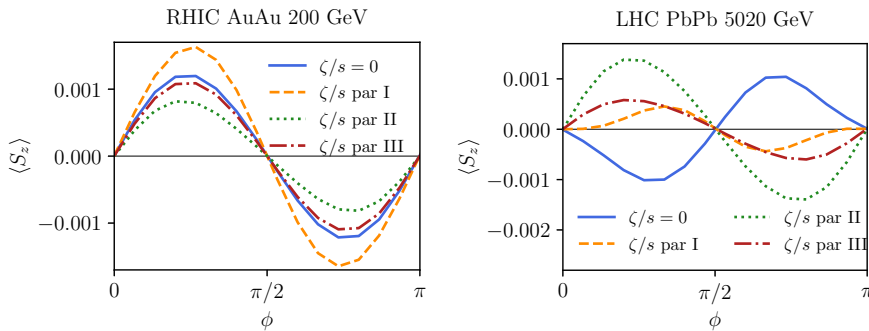 RHIC AuAu 200 GeV
⟨S_z⟩
0.001
0.000
−0.001
0
π/2
π
ϕ
ζ/s = 0
ζ/s par I
ζ/s par II
ζ/s par III
LHC PbPb 5020 GeV
⟨S_z⟩
0.001
0.000
−0.001
−0.002
0
π/2
π
ϕ
ζ/s = 0
ζ/s par I
ζ/s par II
ζ/s par III